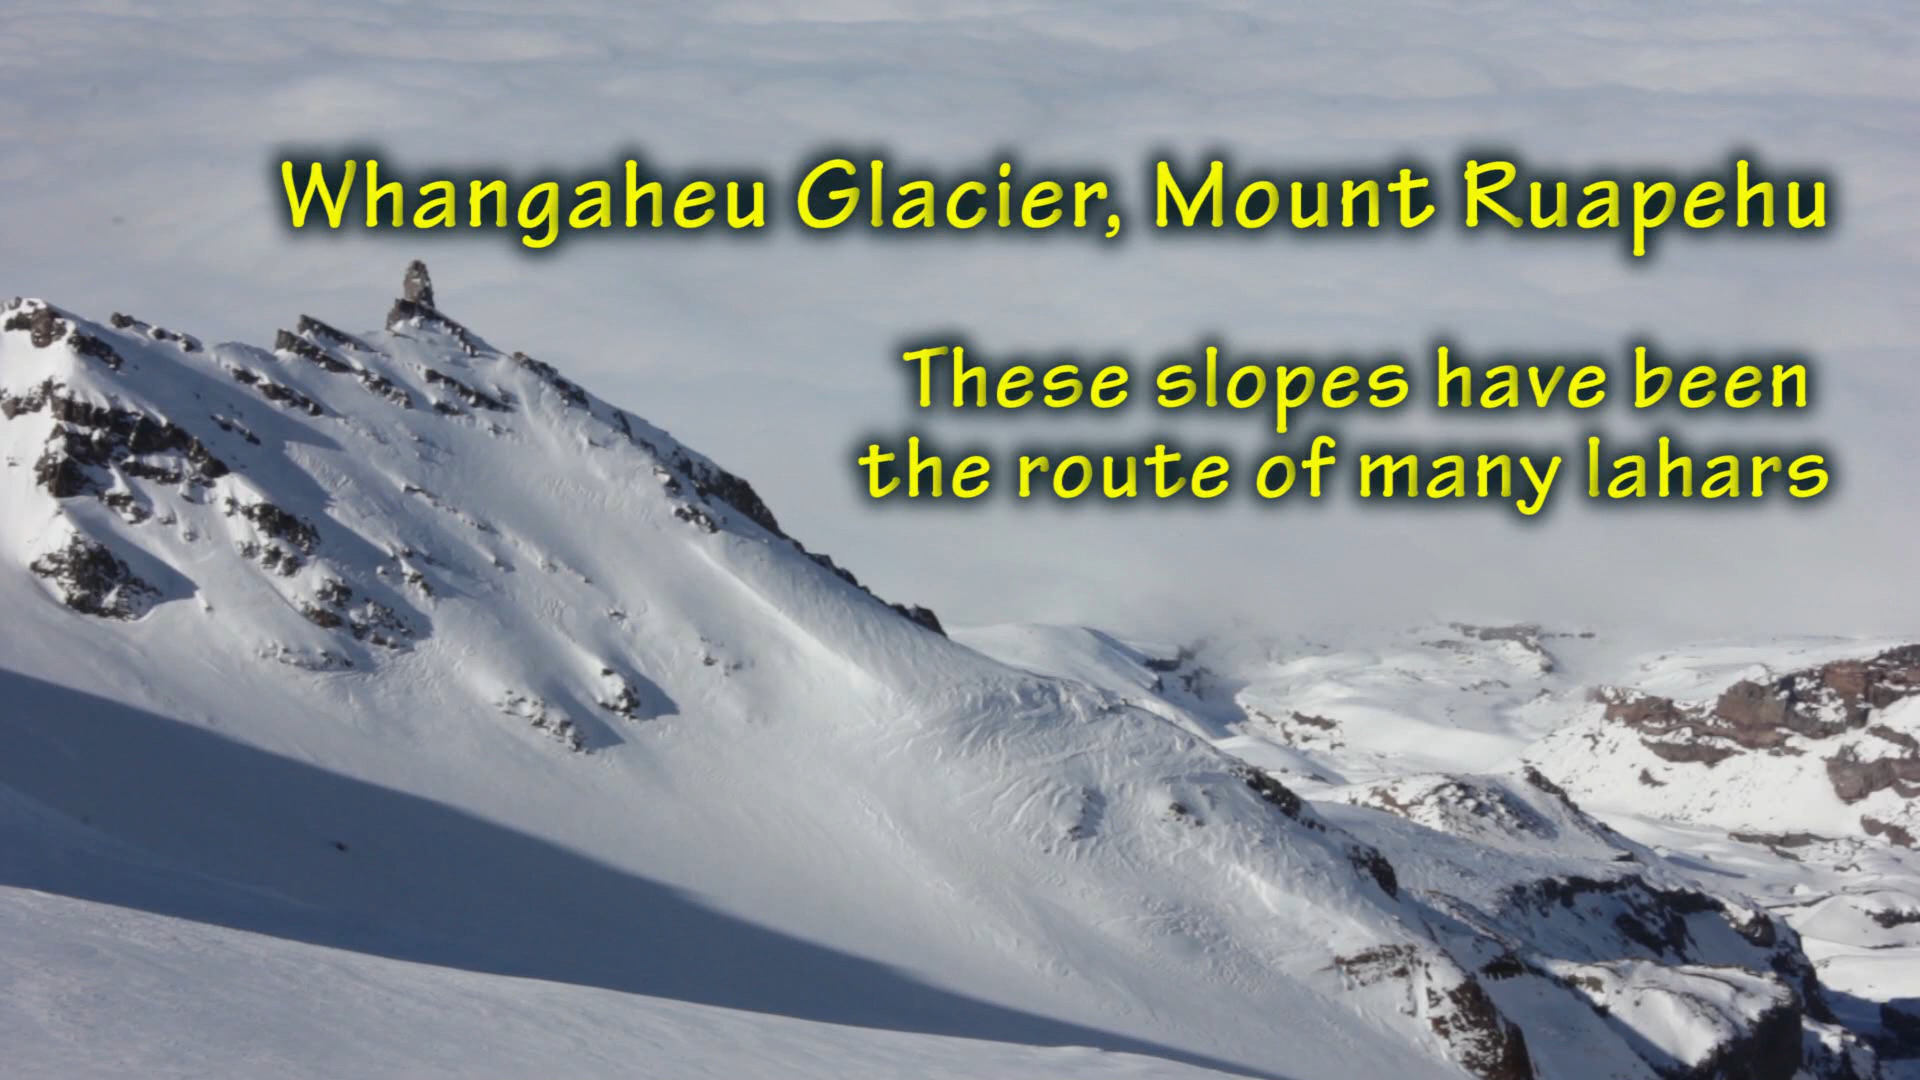 Whangaheu Glacier, Mount Ruapehu
These slopes have been
the route of many lahars